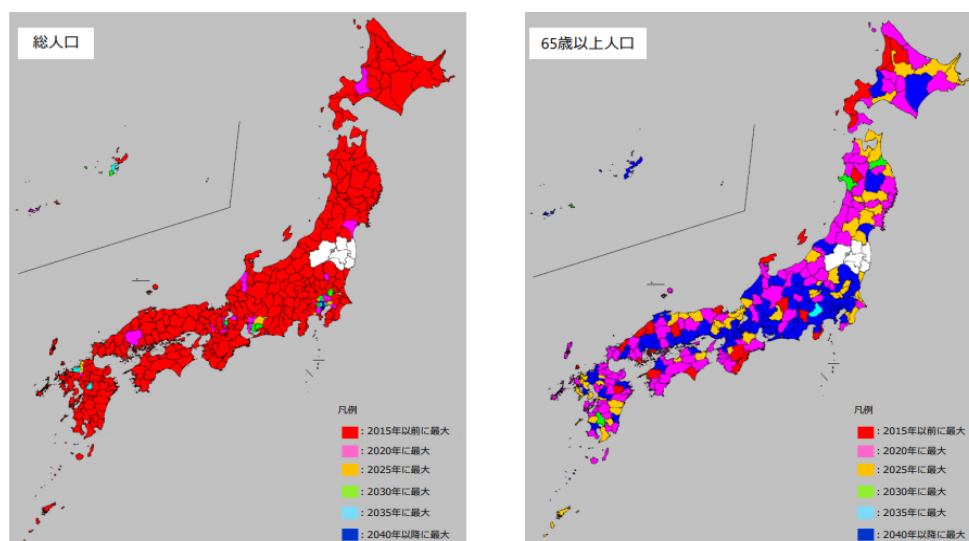 総人口
凡例
：2015年以前に最大
：2020年に最大
：2025年に最大
：2030年に最大
：2035年に最大
：2040年以降に最大
65歳以上人口
凡例
：2015年以前に最大
：2020年に最大
：2025年に最大
：2030年に最大
：2035年に最大
：2040年以降に最大